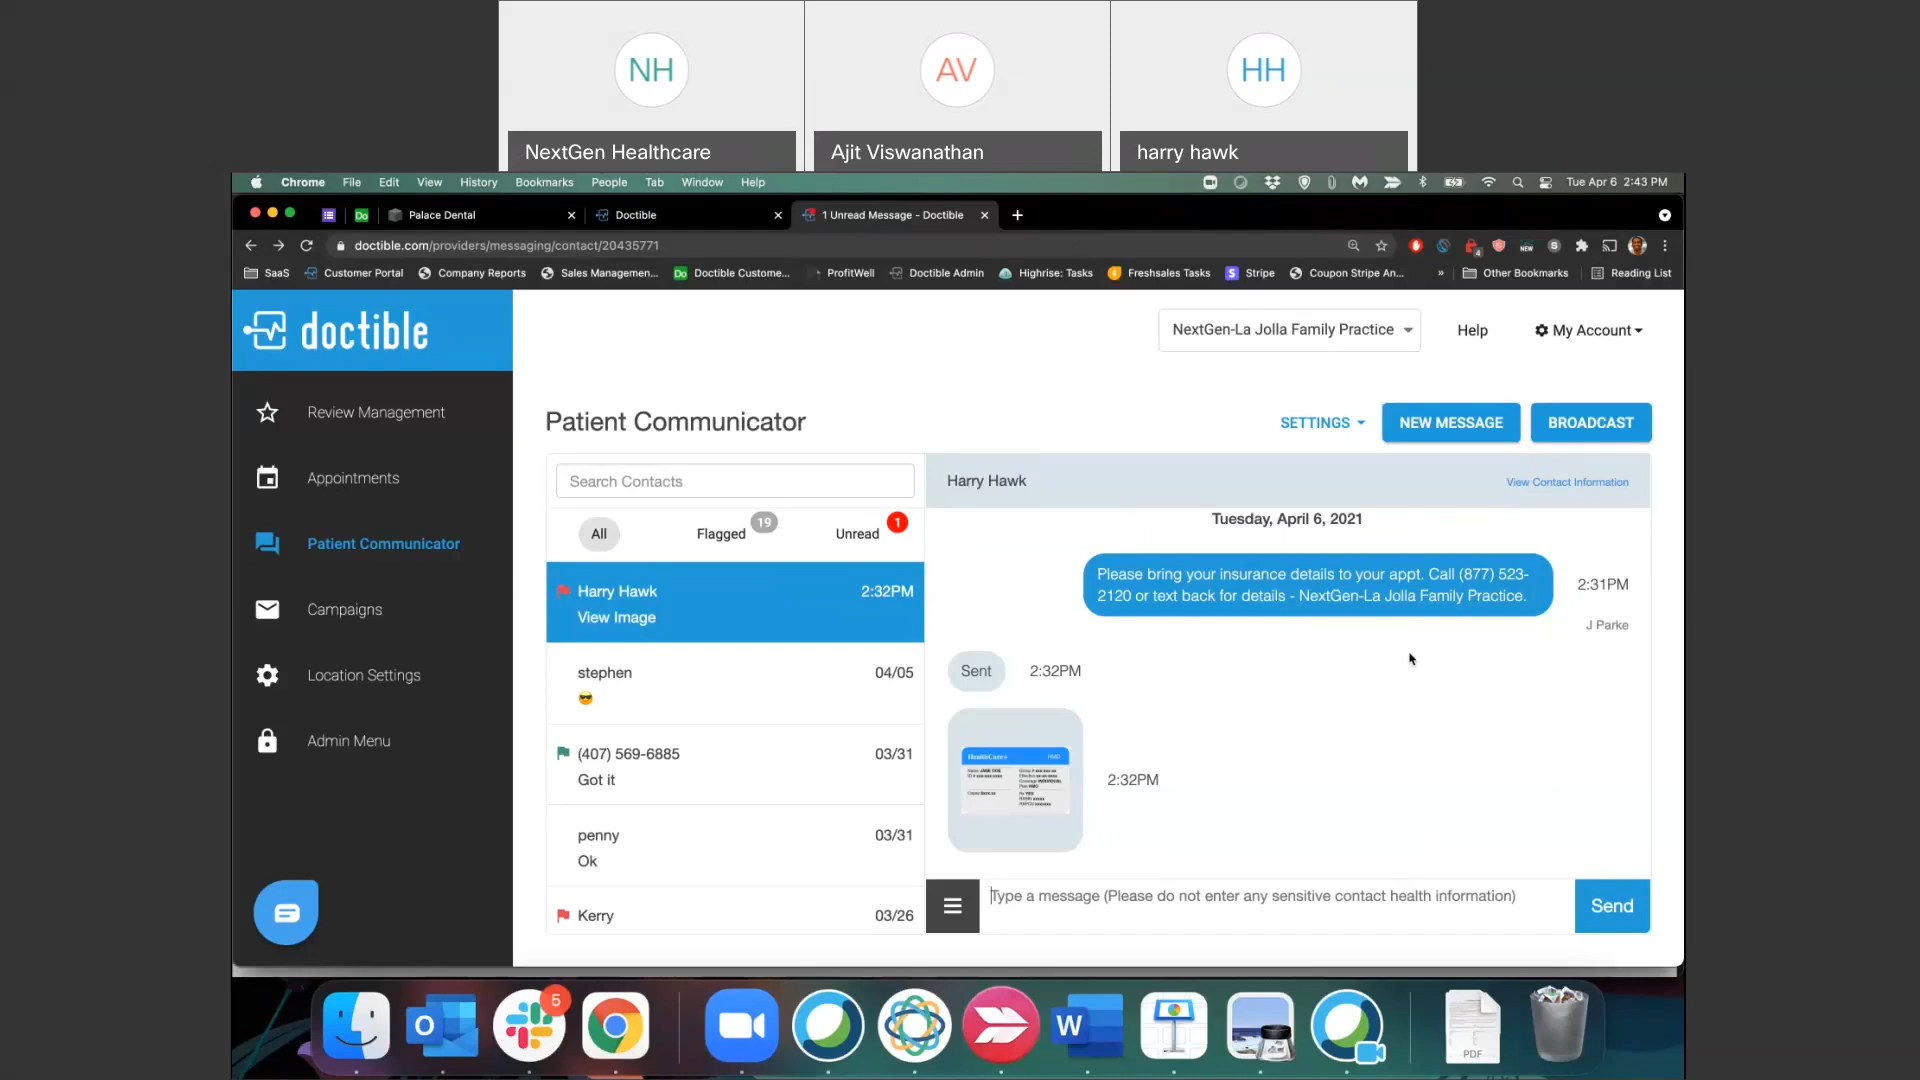 NH
AV
HH
NextGen Healthcare
Ajit Viswanathan
harry hawk
Chrome File Edit View History Bookmarks People Tab Window Help
Tue Apr 6 2:43 PM
Do Palace Dental
Doctible
1 Unread Message - Doctible
doctible.com/providers/messaging/contact/20435771
4
NEW
S
SaaS Customer Portal Company Reports Sales Managemen... Do Doctible Custome... ProfitWell Doctible Admin Highrise: Tasks Freshsales Tasks S Stripe Coupon Stripe An... » Other Bookmarks Reading List
doctible
NextGen-La Jolla Family Practice
Help
My Account
Review Management
Appointments
Patient Communicator
Campaigns
Location Settings
Admin Menu
Patient Communicator
SETTINGS
NEW MESSAGE
BROADCAST
Search Contacts
All
Flagged 19
Unread 1
Harry Hawk 2:32PM
View Image
stephen 04/05
😎
(407) 569-6885 03/31
Got it
penny 03/31
Ok
Kerry 03/26
Harry Hawk
View Contact Information
Tuesday, April 6, 2021
Please bring your insurance details to your appt. Call (877) 523-
2120 or text back for details - NextGen-La Jolla Family Practice.
2:31PM
J Parke
Sent 2:32PM
HealthCare+ HMO
2:32PM
Type a message (Please do not enter any sensitive contact health information)
Send
5
O
W
PDF